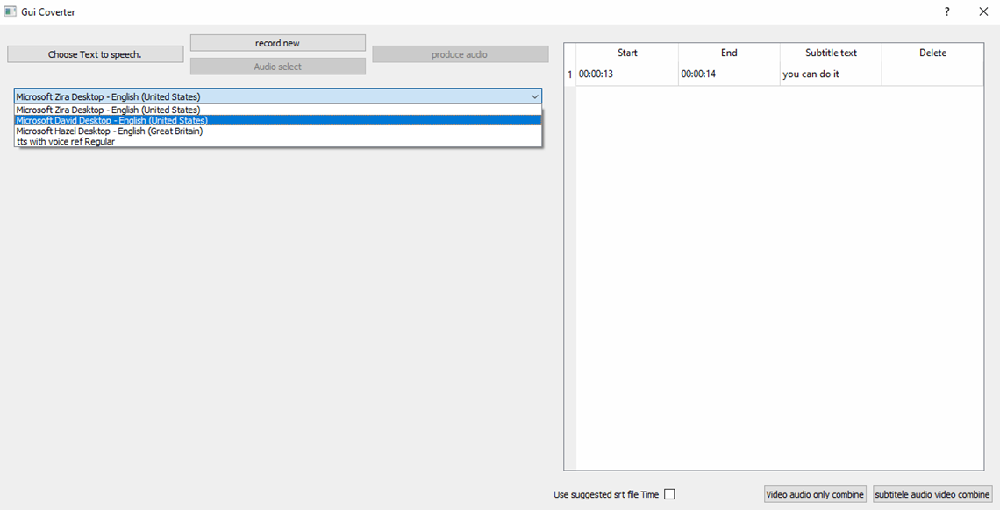 Gui Coverter
?
Choose Text to speech.
record new
Audio select
produce audio
Microsoft Zira Desktop - English (United States)
Microsoft Zira Desktop - English (United States)
Microsoft David Desktop - English (United States)
Microsoft Hazel Desktop - English (Great Britain)
tts with voice ref Regular
Start End Subtitle text Delete
1 00:00:13 00:00:14 you can do it
Use suggested srt file Time
Video audio only combine
subtitele audio video combine